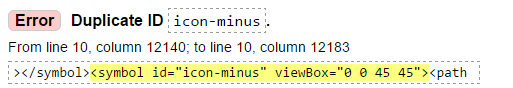 Error Duplicate ID icon-minus.
From line 10, column 12140; to line 10, column 12183
></symbol><symbol id="icon-minus" viewBox="0 0 45 45"><path